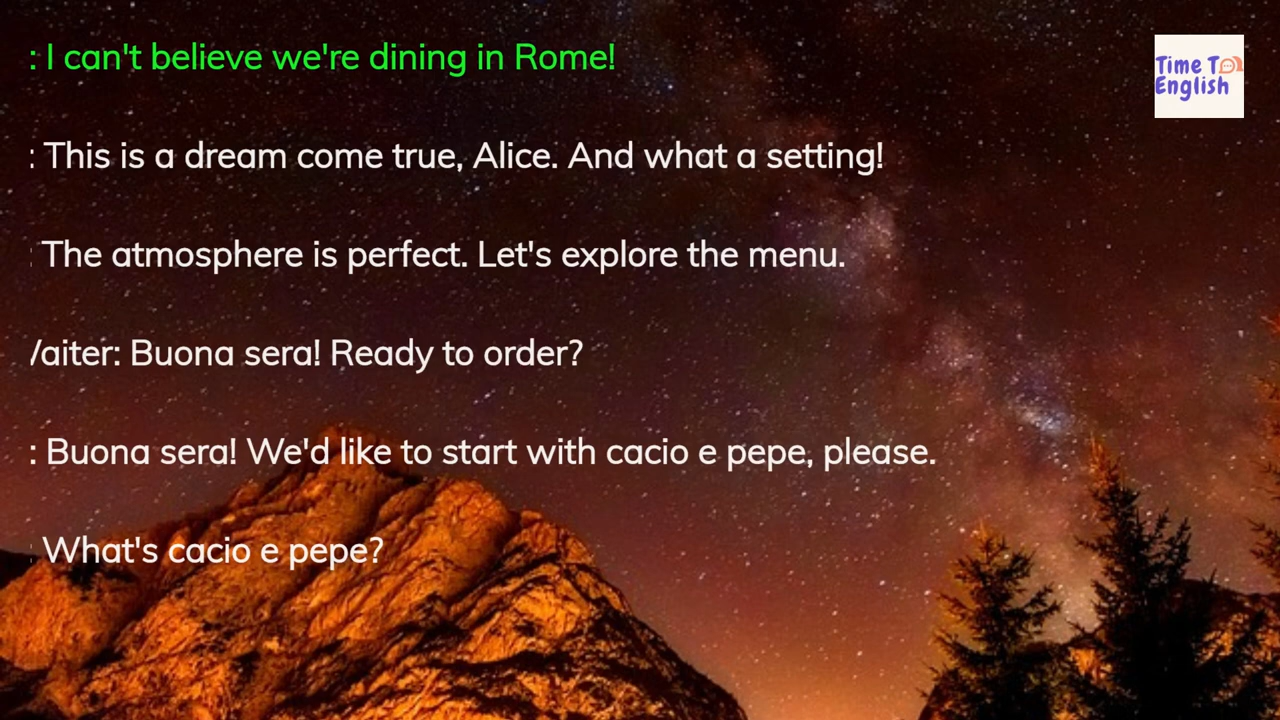 : I can't believe we're dining in Rome!
Time To
English
: This is a dream come true, Alice. And what a setting!
: The atmosphere is perfect. Let's explore the menu.
aiter: Buona sera! Ready to order?
: Buona sera! We'd like to start with cacio e pepe, please.
: What's cacio e pepe?